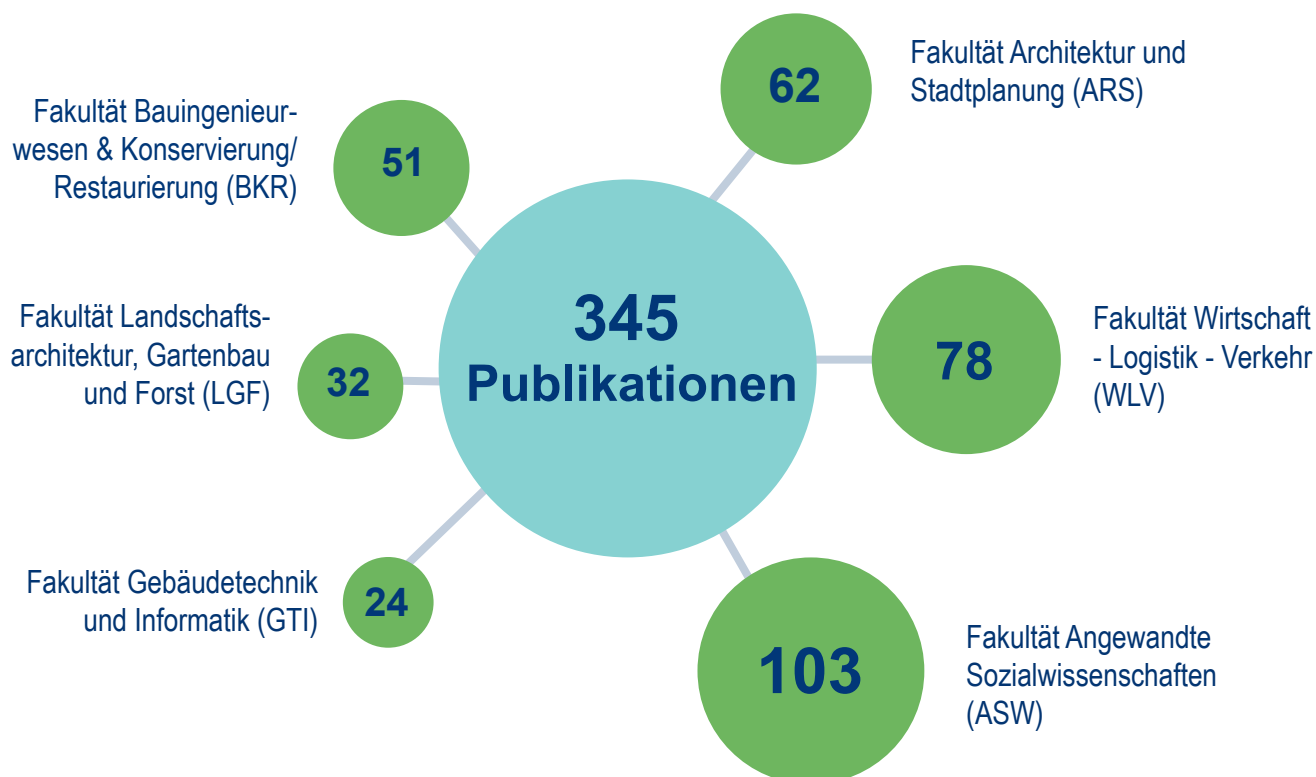 62
Fakultät Architektur und
Stadtplanung (ARS)
Fakultät Bauingenieur-
wesen & Konservierung/
Restaurierung (BKR)
51
345
Publikationen
Fakultät Landschafts-
architektur, Gartenbau
und Forst (LGF)
32
78
Fakultät Wirtschaft
- Logistik - Verkehr
(WLV)
Fakultät Gebäudetechnik
und Informatik (GTI)
24
103
Fakultät Angewandte
Sozialwissenschaften
(ASW)